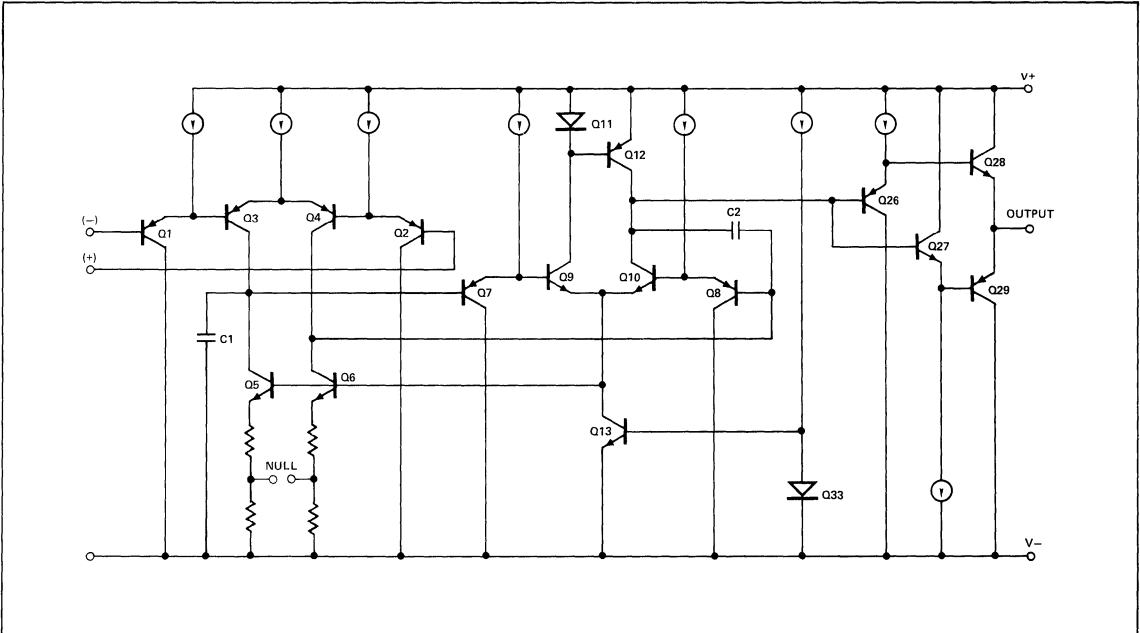 V+
Q11
Q12
Q28
(–)
Q1
Q3
Q4
Q2
C2
Q26
OUTPUT
(+)
Q27
Q7
Q9
Q10
Q8
Q29
C1
Q5
Q6
Q13
NULL
Q33
V–